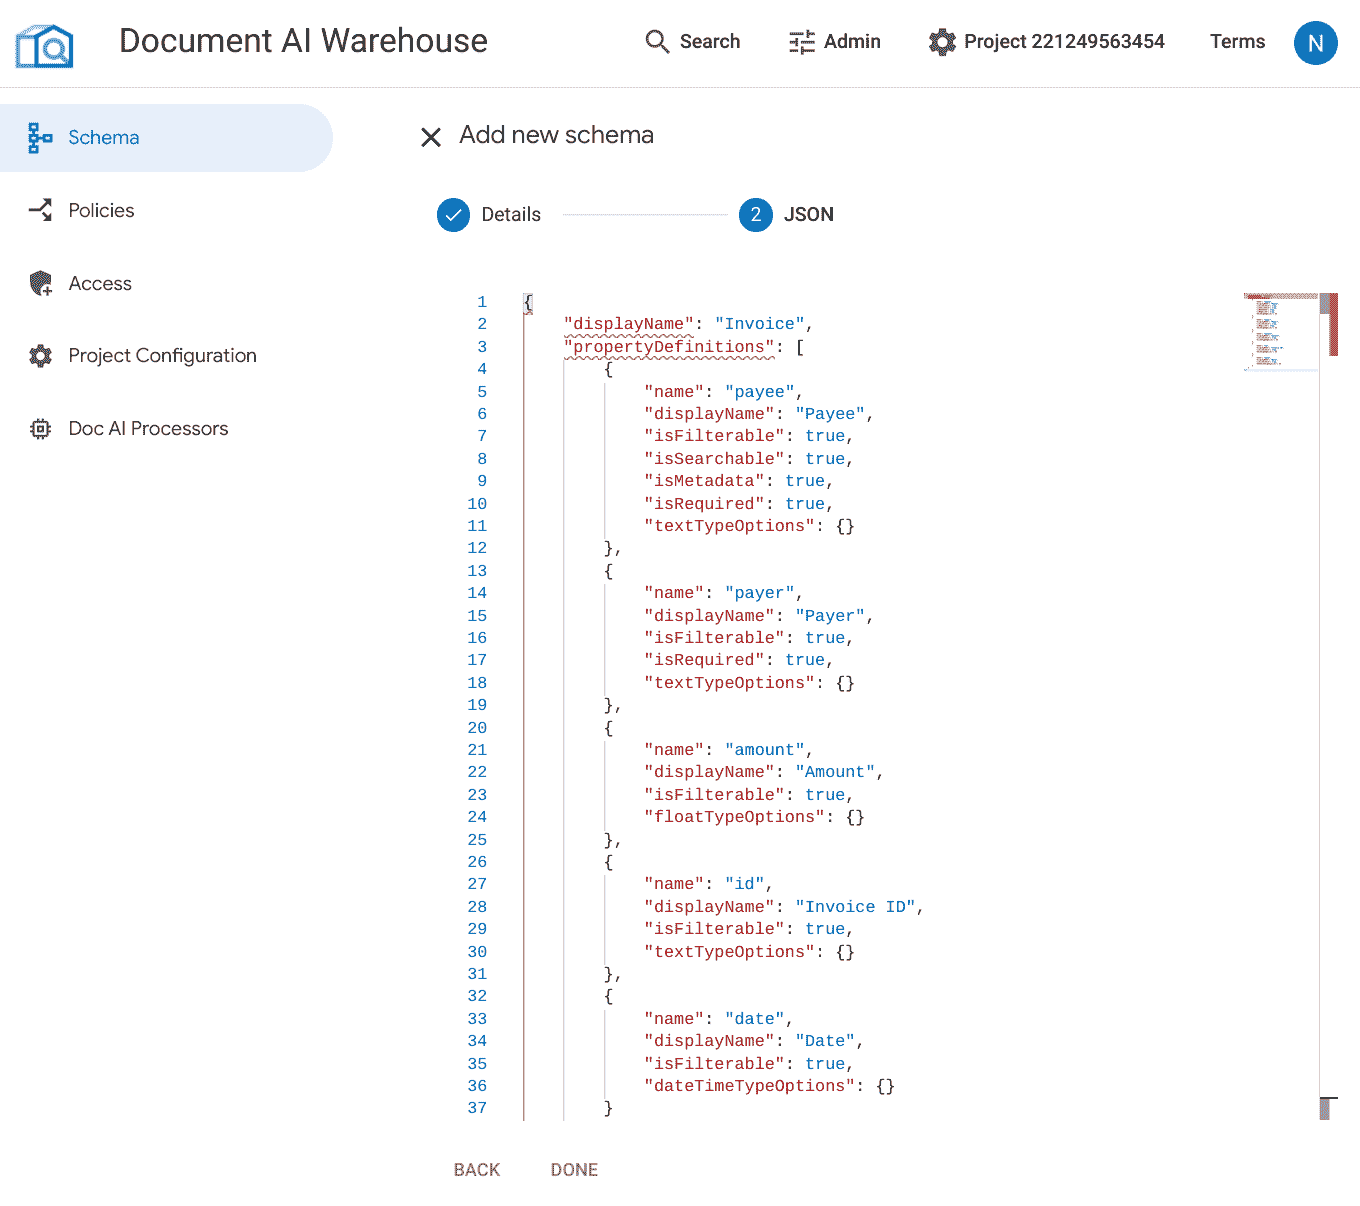 Document AI Warehouse
Search
Admin
Project 221249563454
Terms
N
Schema
Policies
Access
Project Configuration
Doc AI Processors
Add new schema
Details
2 JSON
1 {
2 "displayName": "Invoice",
3 "propertyDefinitions": [
4 {
5 "name": "payee",
6 "displayName": "Payee",
7 "isFilterable": true,
8 "isSearchable": true,
9 "isMetadata": true,
10 "isRequired": true,
11 "textTypeOptions": {}
12 },
13 {
14 "name": "payer",
15 "displayName": "Payer",
16 "isFilterable": true,
17 "isRequired": true,
18 "textTypeOptions": {}
19 },
20 {
21 "name": "amount",
22 "displayName": "Amount",
23 "isFilterable": true,
24 "floatTypeOptions": {}
25 },
26 {
27 "name": "id",
28 "displayName": "Invoice ID",
29 "isFilterable": true,
30 "textTypeOptions": {}
31 },
32 {
33 "name": "date",
34 "displayName": "Date",
35 "isFilterable": true,
36 "dateTimeTypeOptions": {}
37 }
BACK
DONE